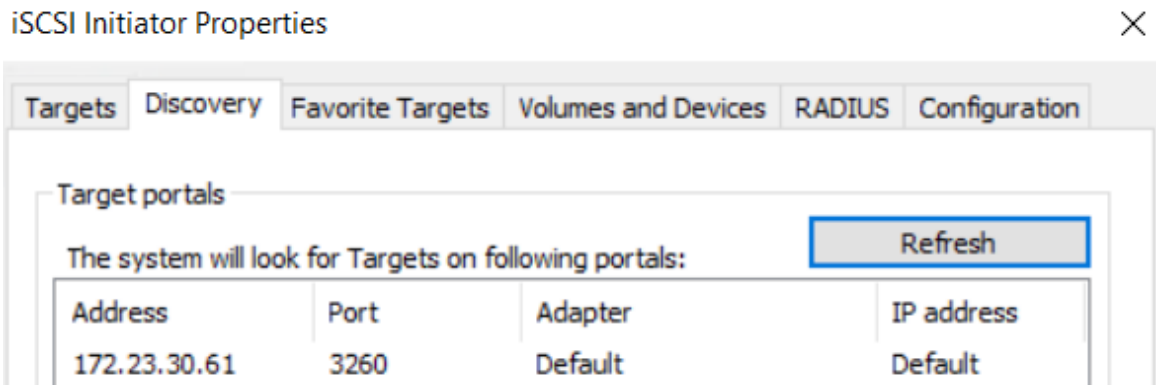 iSCSI Initiator Properties
Targets Discovery Favorite Targets Volumes and Devices RADIUS Configuration
Target portals
Refresh
The system will look for Targets on following portals:
Address Port Adapter IP address
172.23.30.61 3260 Default Default